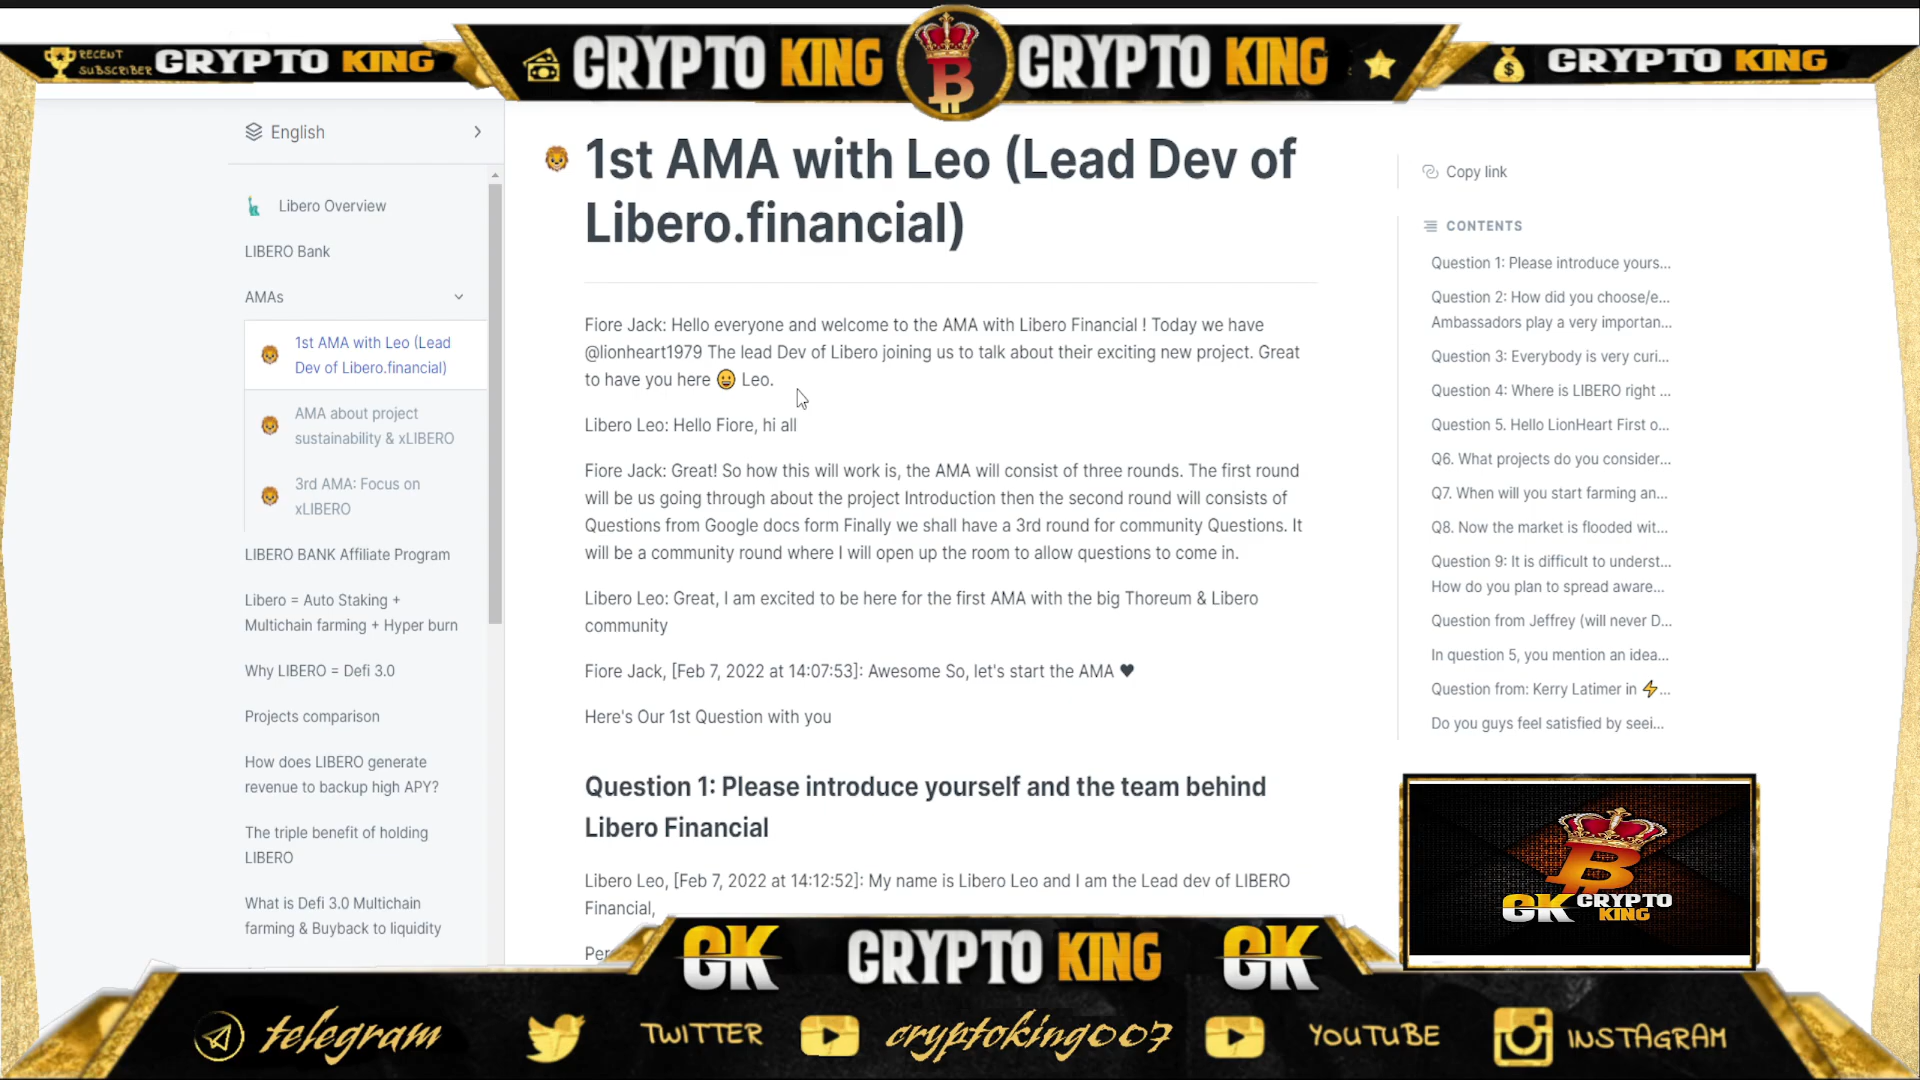 RECENT
SUBSCRIBER
CRYPTO KING
CRYPTO KING
CRYPTO KING
CRYPTO KING
English
Libero Overview
LIBERO Bank
AMAs
1st AMA with Leo (Lead
Dev of Libero.financial)
AMA about project
sustainability & xLIBERO
3rd AMA: Focus on
xLIBERO
LIBERO BANK Affiliate Program
Libero = Auto Staking +
Multichain farming + Hyper burn
Why LIBERO = Defi 3.0
Projects comparison
How does LIBERO generate
revenue to backup high APY?
The triple benefit of holding
LIBERO
What is Defi 3.0 Multichain
farming & Buyback to liquidity
1st AMA with Leo (Lead Dev of
Libero.financial)
Fiore Jack: Hello everyone and welcome to the AMA with Libero Financial ! Today we have
@lionheart1979 The lead Dev of Libero joining us to talk about their exciting new project. Great
to have you here 😀 Leo.
Libero Leo: Hello Fiore, hi all
Fiore Jack: Great! So how this will work is, the AMA will consist of three rounds. The first round
will be us going through about the project Introduction then the second round will consists of
Questions from Google docs form Finally we shall have a 3rd round for community Questions. It
will be a community round where I will open up the room to allow questions to come in.
Libero Leo: Great, I am excited to be here for the first AMA with the big Thoreum & Libero
community
Fiore Jack, [Feb 7, 2022 at 14:07:53]: Awesome So, let's start the AMA ♥
Here's Our 1st Question with you
Question 1: Please introduce yourself and the team behind
Libero Financial
Libero Leo, [Feb 7, 2022 at 14:12:52]: My name is Libero Leo and I am the Lead dev of LIBERO
Financial,
Per
Copy link
CONTENTS
Question 1: Please introduce yours...
Question 2: How did you choose/e...
Ambassadors play a very importan...
Question 3: Everybody is very curi...
Question 4: Where is LIBERO right ...
Question 5. Hello LionHeart First o...
Q6. What projects do you consider...
Q7. When will you start farming an...
Q8. Now the market is flooded wit...
Question 9: It is difficult to underst...
How do you plan to spread aware...
Question from Jeffrey (will never D...
In question 5, you mention an idea...
Question from: Kerry Latimer in ⚡...
Do you guys feel satisfied by seei...
CK CRYPTO
KING
CK CRYPTO KING CK
telegram
TWITTER
cryptoking007
YOUTUBE
INSTAGRAM